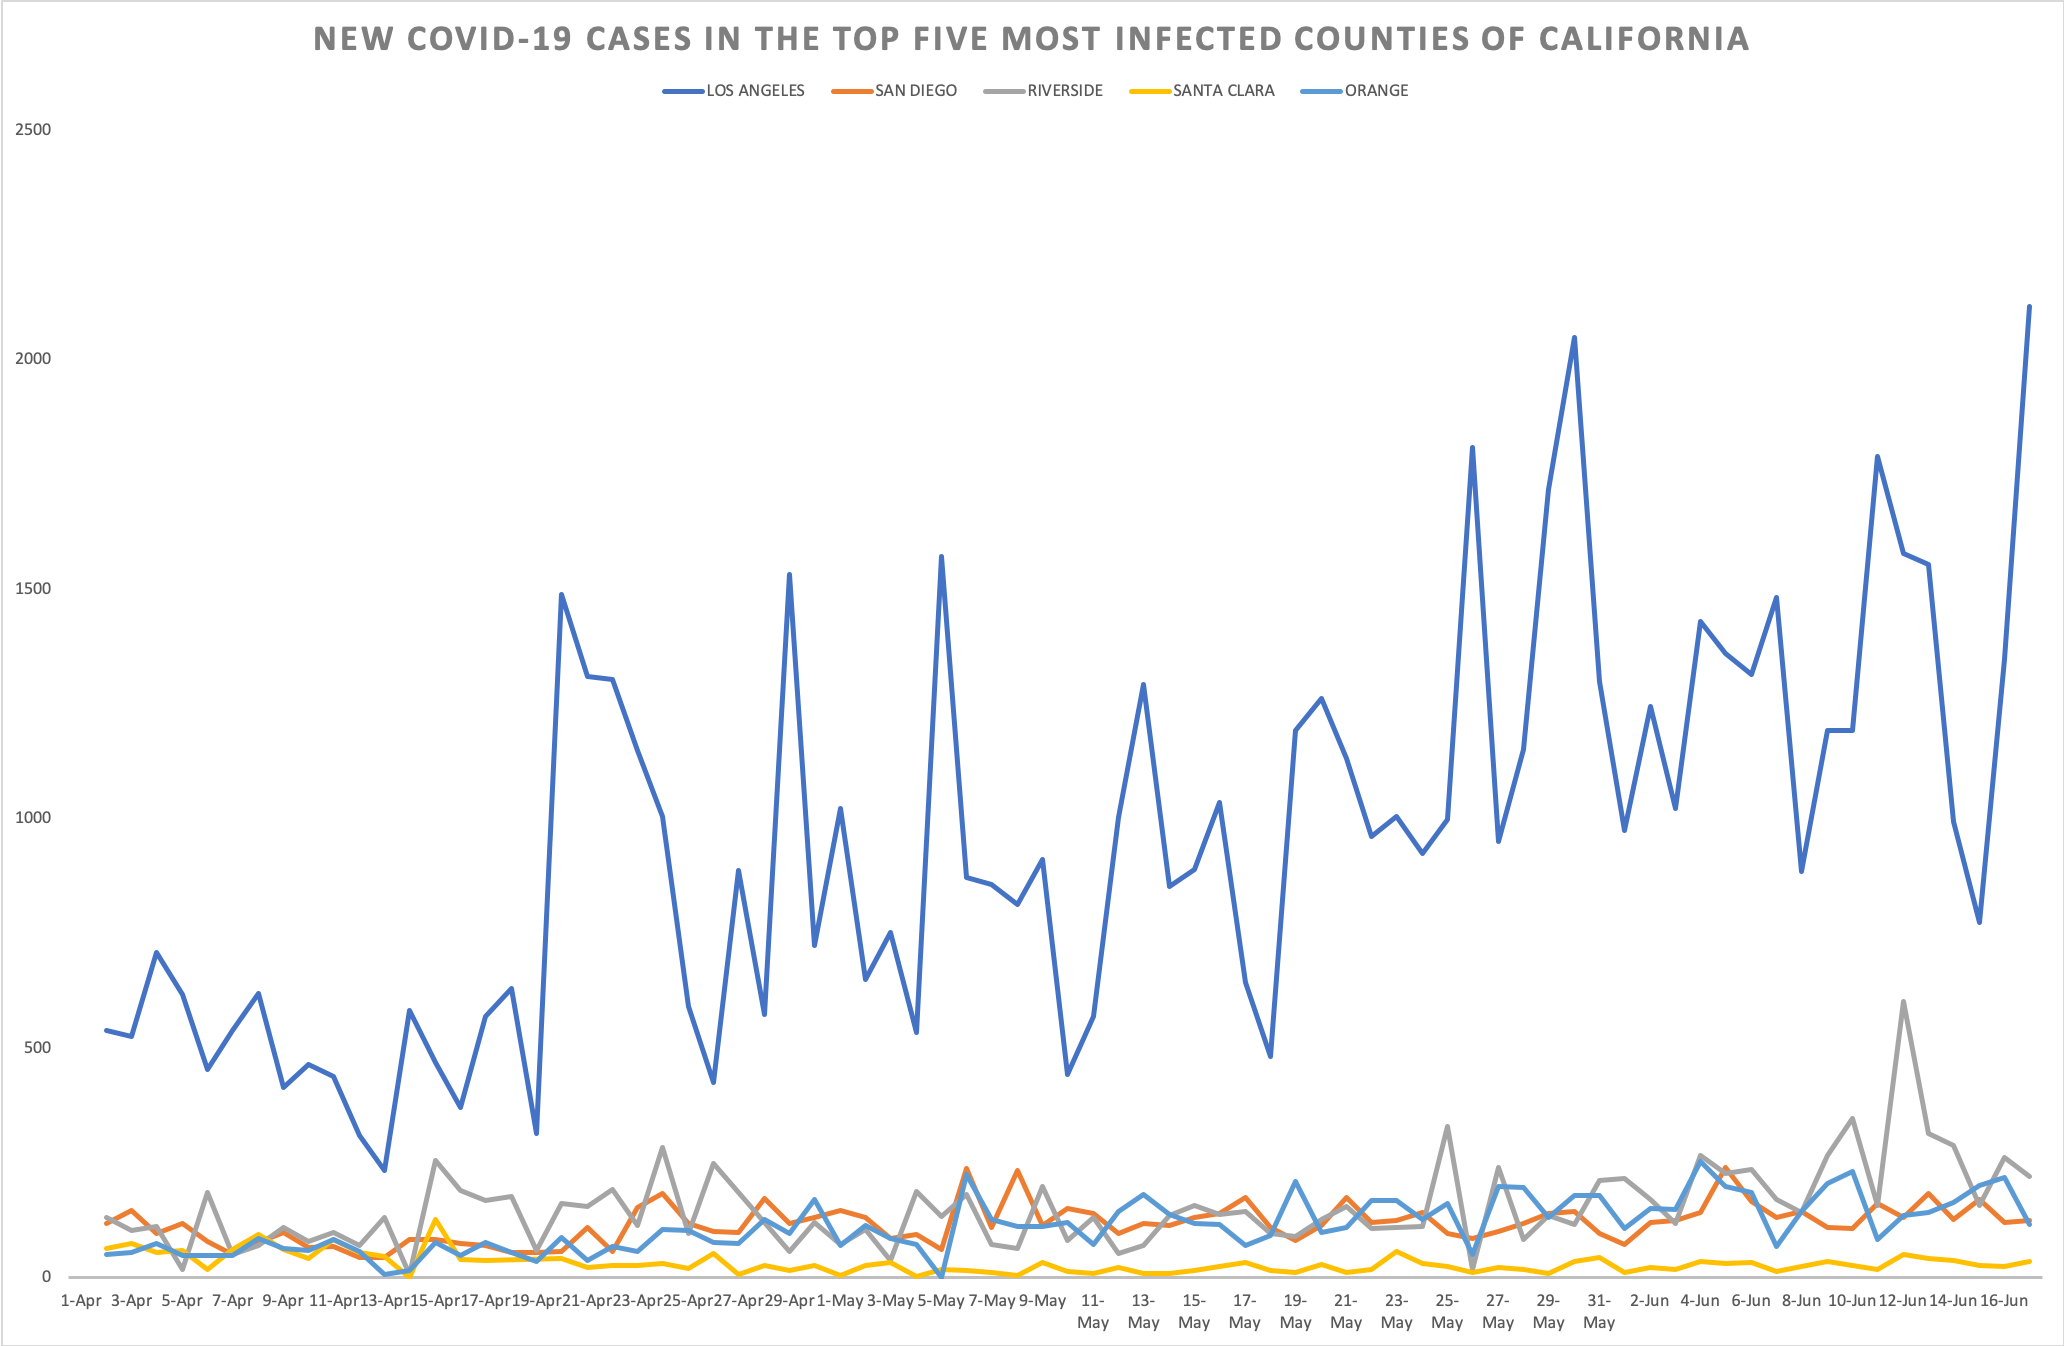 NEW COVID-19 CASES IN THE TOP FIVE MOST INFECTED COUNTIES OF CALIFORNIA
LOS ANGELES SAN DIEGO RIVERSIDE SANTA CLARA ORANGE
2500
2000
1500
1000
500
0
1-Apr 3-Apr 5-Apr 7-Apr 9-Apr 11-Apr 13-Apr 15-Apr 17-Apr 19-Apr 21-Apr 23-Apr 25-Apr 27-Apr 29-Apr 1-May 3-May 5-May 7-May 9-May 11- 13- 15- 17- 19- 21- 23- 25- 27- 29- 31- 2-Jun 4-Jun 6-Jun 8-Jun 10-Jun 12-Jun 14-Jun 16-Jun
May May May May May May May May May May May